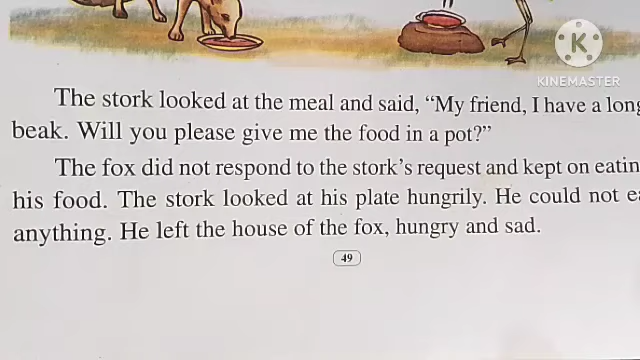 KINEMASTER
The stork looked at the meal and said, “My friend, I have a long
beak. Will you please give me the food in a pot?”
The fox did not respond to the stork’s request and kept on eatin
his food. The stork looked at his plate hungrily. He could not ea
anything. He left the house of the fox, hungry and sad.
49